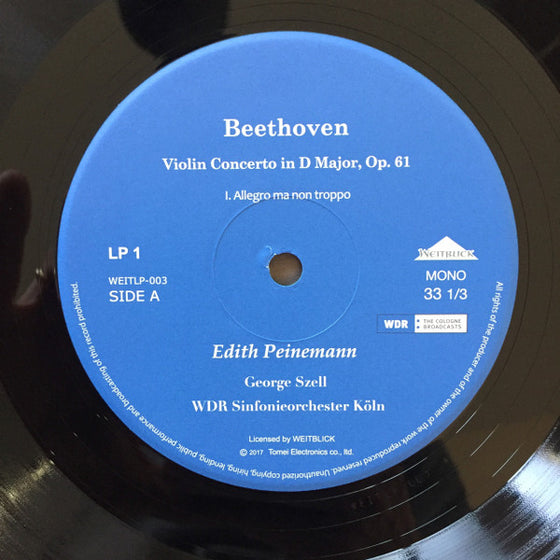 Beethoven
Violin Concerto in D Major, Op. 61
I. Allegro ma non troppo
LP 1
WEITLP-003
SIDE A
WEITBLICK
MONO
33 1/3
WDR THE COLOGNE
BROADCASTS
Edith Peinemann
George Szell
WDR Sinfonieorchester Köln
Licensed by WEITBLICK
© 2017 Tomei Electronics co., ltd.
All rights of the producer and of the owner of the work reproduced reserved. Unauthorized copying, hiring, lending, public performance and broadcasting of this record prohibited.